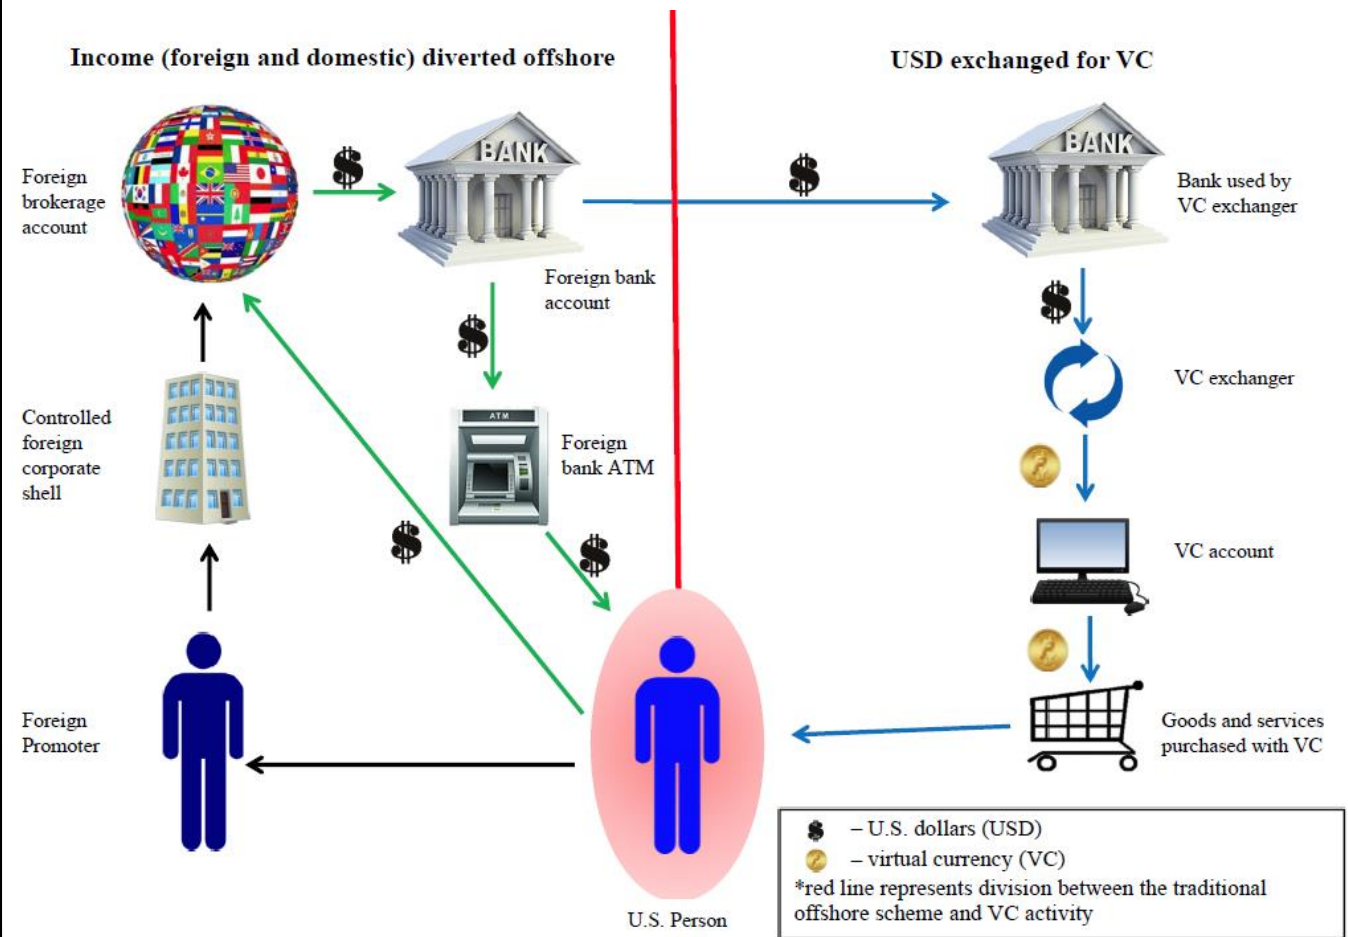 Income (foreign and domestic) diverted offshore
USD exchanged for VC
Foreign
brokerage
account
$
BANK
Foreign bank
account
$
BANK
Bank used by
VC exchanger
$
$
VC exchanger
Controlled
foreign
corporate
shell
ATM
Foreign
bank ATM
$
$
VC account
Foreign
Promoter
Goods and services
purchased with VC
U.S. Person
$ – U.S. dollars (USD)
– virtual currency (VC)
*red line represents division between the traditional
offshore scheme and VC activity